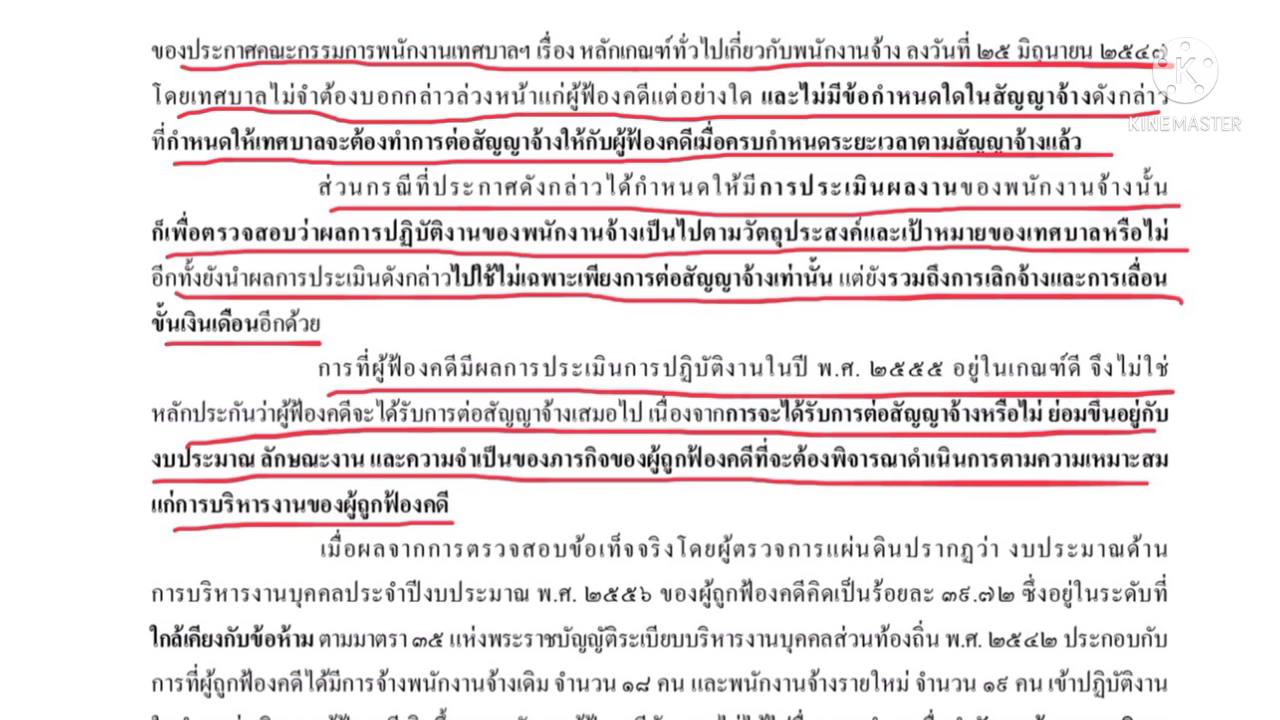 ของประกาศคณะกรรมการพนักงานเทศบาลฯ เรื่อง หลักเกณฑ์ทั่วไปเกี่ยวกับพนักงานจ้าง ลงวันที่ ๒๕ มิถุนายน ๒๕๔๗
โดยเทศบาลไม่จำต้องบอกกล่าวล่วงหน้าแก่ผู้ฟ้องคดีแต่อย่างใด และไม่มีข้อกำหนดใดในสัญญาจ้างดังกล่าว
KINEMASTER
ที่กำหนดให้เทศบาลจะต้องทำการต่อสัญญาจ้างให้กับผู้ฟ้องคดีเมื่อครบกำหนดระยะเวลาตามสัญญาจ้างแล้ว
ส่วนกรณีที่ประกาศดังกล่าวได้กำหนดให้มีการประเมินผลงานของพนักงานจ้างนั้น
ก็เพื่อตรวจสอบว่าผลการปฏิบัติงานของพนักงานจ้างเป็นไปตามวัตถุประสงค์และเป้าหมายของเทศบาลหรือไม่
อีกทั้งยังนำผลการประเมินดังกล่าวไปใช้ไม่เฉพาะเพียงการต่อสัญญาจ้างเท่านั้น แต่ยังรวมถึงการเลิกจ้างและการเลื่อน
ขั้นเงินเดือนอีกด้วย
การที่ผู้ฟ้องคดีมีผลการประเมินการปฏิบัติงานในปี พ.ศ. ๒๕๕๕ อยู่ในเกณฑ์ดี จึงไม่ใช่
หลักประกันว่าผู้ฟ้องคดีจะได้รับการต่อสัญญาจ้างเสมอไป เนื่องจากการจะได้รับการต่อสัญญาจ้างหรือไม่ ย่อมขึ้นอยู่กับ
งบประมาณ ลักษณะงาน และความจำเป็นของภารกิจของผู้ถูกฟ้องคดีที่จะต้องพิจารณาดำเนินการตามความเหมาะสม
แก่การบริหารงานของผู้ถูกฟ้องคดี
เมื่อผลจากการตรวจสอบข้อเท็จจริงโดยผู้ตรวจการแผ่นดินปรากฏว่า งบประมาณด้าน
การบริหารงานบุคคลประจำปีงบประมาณ พ.ศ. ๒๕๕๖ ของผู้ถูกฟ้องคดีคิดเป็นร้อยละ ๓๙.๗๒ ซึ่งอยู่ในระดับที่
ใกล้เคียงกับข้อห้าม ตามมาตรา ๓๕ แห่งพระราชบัญญัติระเบียบบริหารงานบุคคลส่วนท้องถิ่น พ.ศ. ๒๕๔๒ ประกอบกับ
การที่ผู้ถูกฟ้องคดีได้มีการจ้างพนักงานจ้างเดิม จำนวน ๑๘ คน และพนักงานจ้างรายใหม่ จำนวน ๑๙ คน เข้าปฏิบัติงาน